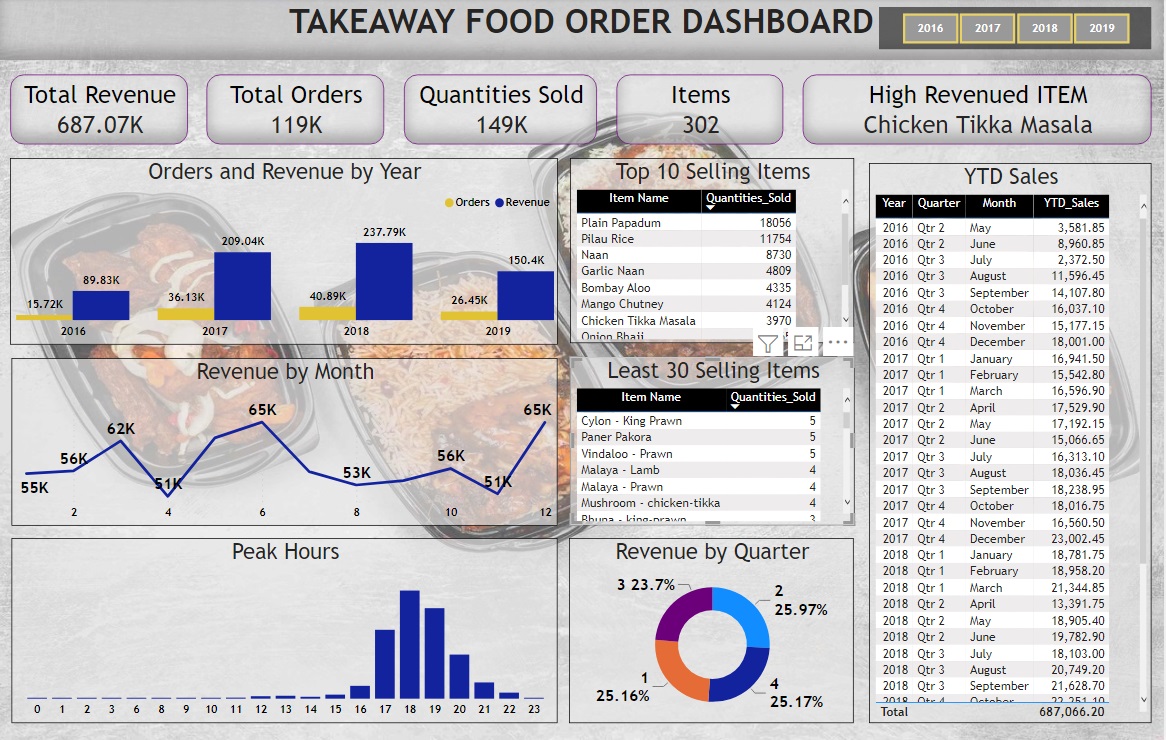 TAKEAWAY FOOD ORDER DASHBOARD
2016 2017 2018 2019
Total Revenue
687.07K
Total Orders
119K
Quantities Sold
149K
Items
302
High Revenued ITEM
Chicken Tikka Masala
Orders and Revenue by Year
Orders Revenue
15.72K 89.83K 36.13K 209.04K 40.89K 237.79K 26.45K 150.4K
2016 2017 2018 2019
Top 10 Selling Items
Item Name Quantities_Sold
Plain Papadum 18056
Pilau Rice 11754
Naan 8730
Garlic Naan 4809
Bombay Aloo 4335
Mango Chutney 4124
Chicken Tikka Masala 3970
Onion Bhaji
YTD Sales
Year Quarter Month YTD_Sales
2016 Qtr 2 May 3,581.85
2016 Qtr 2 June 8,960.85
2016 Qtr 3 July 2,372.50
2016 Qtr 3 August 11,596.45
2016 Qtr 3 September 14,107.80
2016 Qtr 4 October 16,037.10
2016 Qtr 4 November 15,177.15
2016 Qtr 4 December 18,001.00
2017 Qtr 1 January 16,941.50
2017 Qtr 1 February 15,542.80
2017 Qtr 1 March 16,596.90
2017 Qtr 2 April 17,529.90
2017 Qtr 2 May 17,192.15
2017 Qtr 2 June 15,066.65
2017 Qtr 3 July 16,313.10
2017 Qtr 3 August 18,036.45
2017 Qtr 3 September 18,238.95
2017 Qtr 4 October 18,016.75
2017 Qtr 4 November 16,560.50
2017 Qtr 4 December 23,002.45
2018 Qtr 1 January 18,781.75
2018 Qtr 1 February 18,958.20
2018 Qtr 1 March 21,344.85
2018 Qtr 2 April 13,391.75
2018 Qtr 2 May 18,905.40
2018 Qtr 2 June 19,782.90
2018 Qtr 3 July 18,103.00
2018 Qtr 3 August 20,749.20
2018 Qtr 3 September 21,628.70
2018 Qtr 4 October 22,251.10
Total 687,066.20
Revenue by Month
55K 56K 62K 51K 65K 53K 56K 51K 65K
2 4 6 8 10 12
Least 30 Selling Items
Item Name Quantities_Sold
Cylon - King Prawn 5
Paner Pakora 5
Vindaloo - Prawn 5
Malaya - Lamb 4
Malaya - Prawn 4
Mushroom - chicken-tikka 4
Bhuna - king-prawn 3
Peak Hours
0 1 2 3 6 8 9 10 11 12 13 14 15 16 17 18 19 20 21 22 23
Revenue by Quarter
3 23.7%
2
25.97%
1
25.16%
4
25.17%